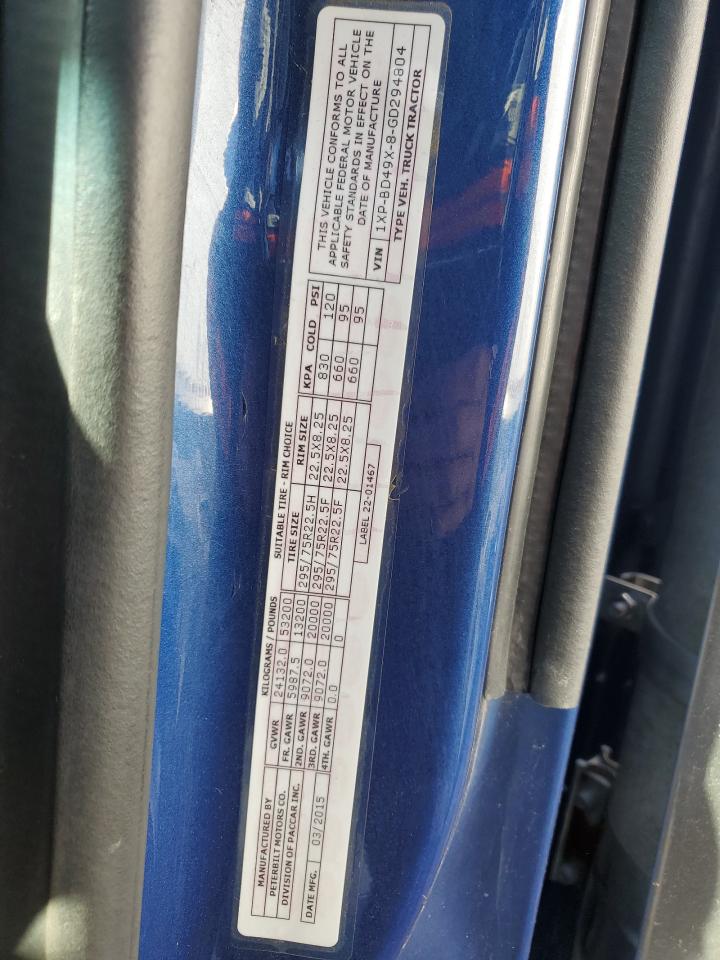 MANUFACTURED BY
PETERBILT MOTORS CO.
DIVISION OF PACCAR INC.
DATE MFG. 03/2015
KILOGRAMS / POUNDS
GVWR 24132.0 53200
FR. GAWR 5987.5 13200
2ND. GAWR 9072.0 20000
3RD. GAWR 9072.0 20000
4TH. GAWR 0.0 0
SUITABLE TIRE - RIM CHOICE
TIRE SIZE RIM SIZE KPA COLD PSI
295/75R22.5H 22.5X8.25 830 120
295/75R22.5F 22.5X8.25 660 95
295/75R22.5F 22.5X8.25 660 95
LABEL 22-01467
THIS VEHICLE CONFORMS TO ALL
APPLICABLE FEDERAL MOTOR VEHICLE
SAFETY STANDARDS IN EFFECT ON THE
DATE OF MANUFACTURE
VIN 1XP-BD49X-8-GD294804
TYPE VEH. TRUCK TRACTOR